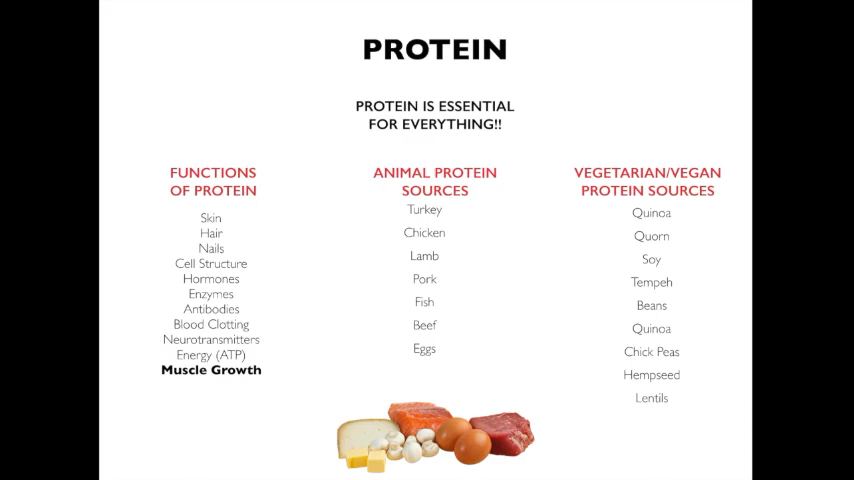 PROTEIN
PROTEIN IS ESSENTIAL
FOR EVERYTHING!!
FUNCTIONS
OF PROTEIN
Skin
Hair
Nails
Cell Structure
Hormones
Enzymes
Antibodies
Blood Clotting
Neurotransmitters
Energy (ATP)
Muscle Growth
ANIMAL PROTEIN
SOURCES
Turkey
Chicken
Lamb
Pork
Fish
Beef
Eggs
VEGETARIAN/VEGAN
PROTEIN SOURCES
Quinoa
Quorn
Soy
Tempeh
Beans
Quinoa
Chick Peas
Hempseed
Lentils